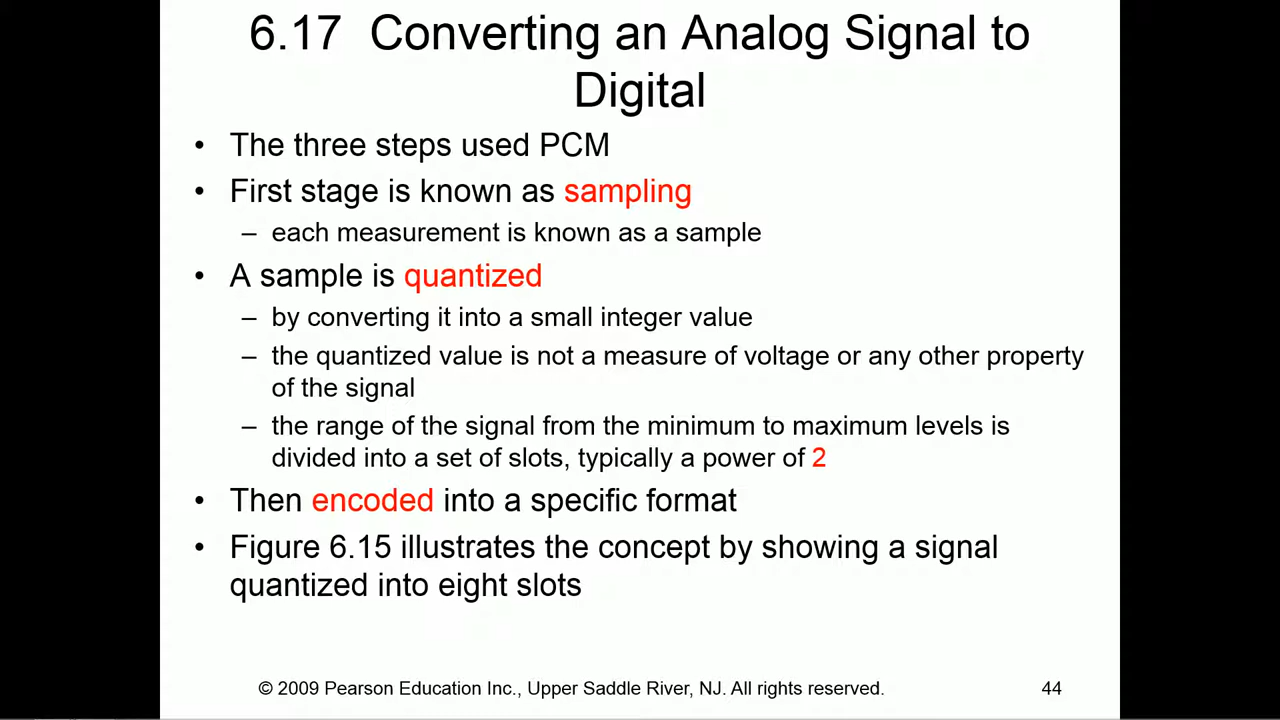 6.17 Converting an Analog Signal to
Digital
• The three steps used PCM
• First stage is known as sampling
– each measurement is known as a sample
• A sample is quantized
– by converting it into a small integer value
– the quantized value is not a measure of voltage or any other property
of the signal
– the range of the signal from the minimum to maximum levels is
divided into a set of slots, typically a power of 2
• Then encoded into a specific format
• Figure 6.15 illustrates the concept by showing a signal
quantized into eight slots
© 2009 Pearson Education Inc., Upper Saddle River, NJ. All rights reserved.
44